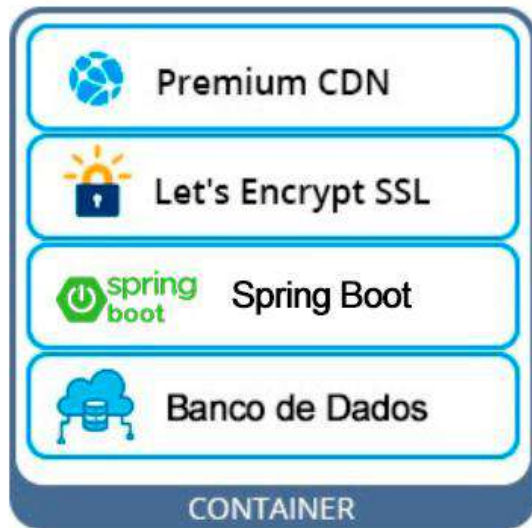 Premium CDN
Let's Encrypt SSL
spring
boot
Spring Boot
Banco de Dados
CONTAINER